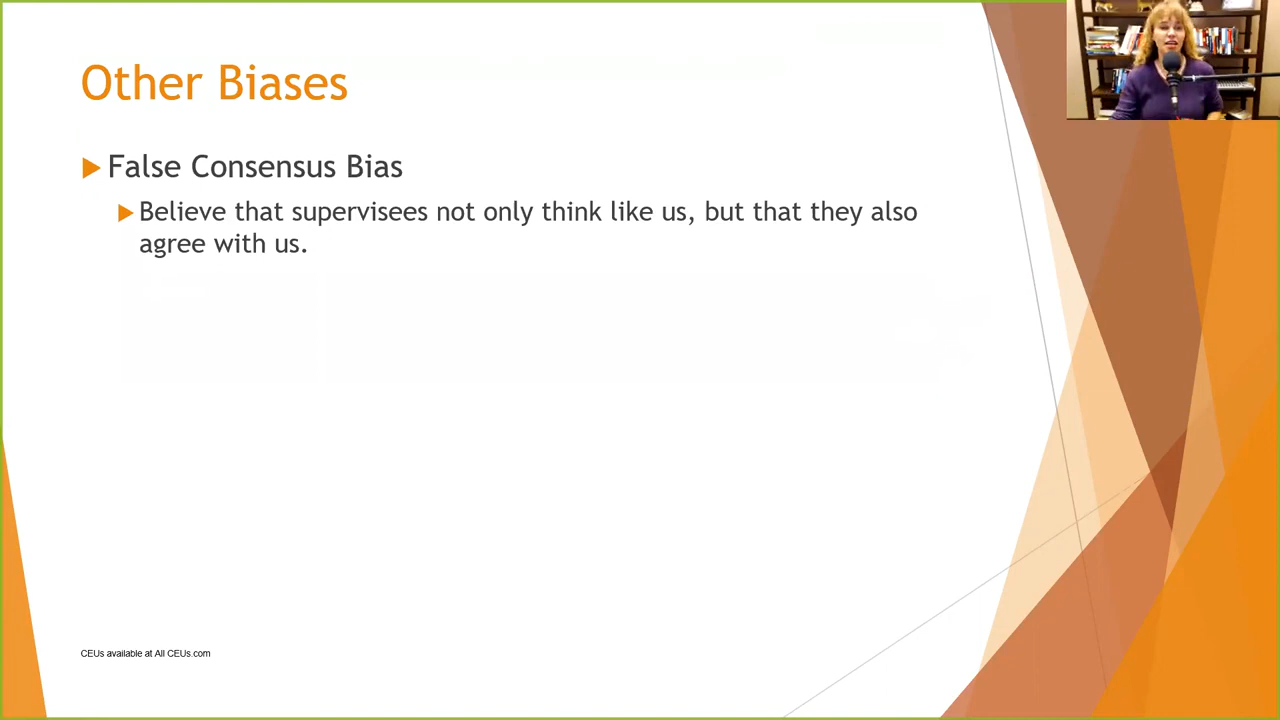 Other Biases
False Consensus Bias
Believe that supervisees not only think like us, but that they also
agree with us.
CEUs available at All CEUs.com